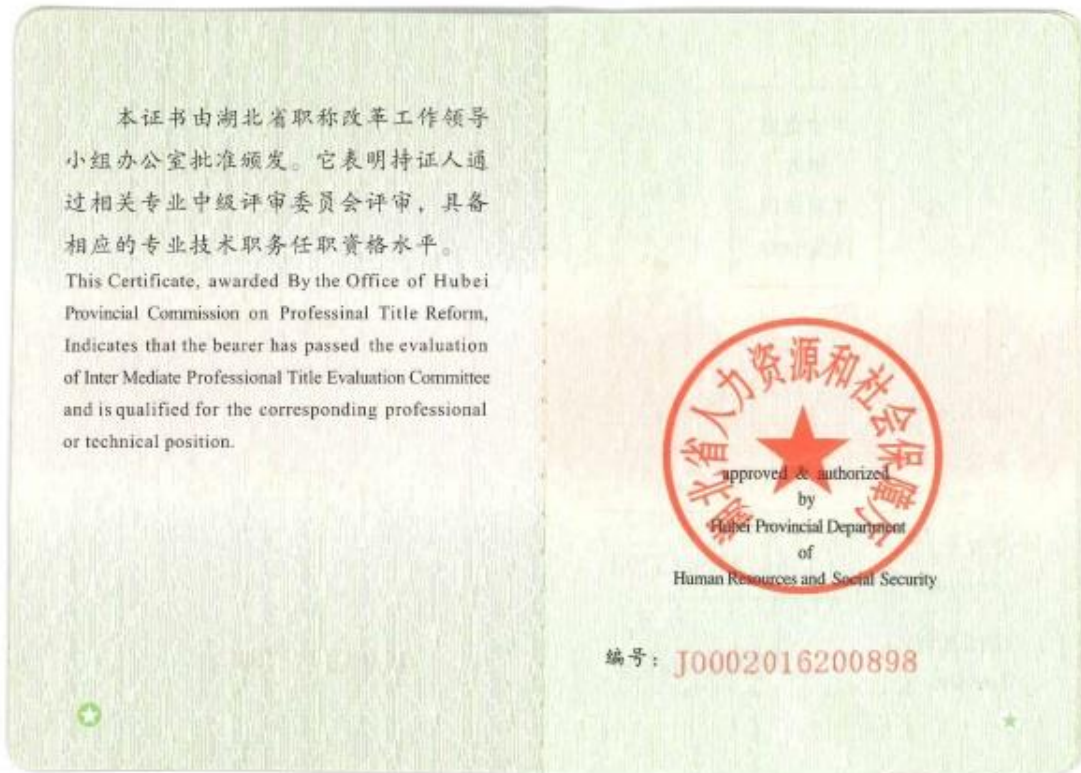 本证书由湖北省职称改革工作领导
小组办公室批准颁发。它表明持证人通
过相关专业中级评审委员会评审，具备
相应的专业技术职务任职资格水平。
This Certificate, awarded By the Office of Hubei
Provincial Commission on Professinal Title Reform,
Indicates that the bearer has passed the evaluation
of Inter Mediate Professional Title Evaluation Committee
and is qualified for the corresponding professional
or technical position.
湖北省人力资源和社会保障厅
approved & authorized
by
Hubei Provincial Department
of
Human Resources and Social Security
编号：J0002016200898